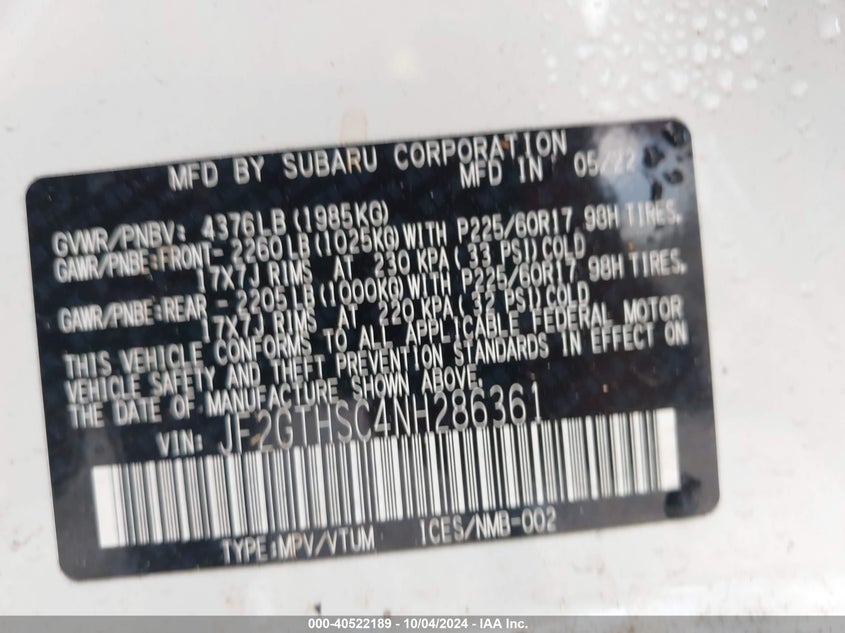 MFD BY SUBARU CORPORATION
MFD IN 05/22
GVWR/PNBV: 4376LB(1985KG)
GAWR/PNBE:FRONT-2260LB(1025KG)WITH P225/60R17 98H TIRES,
17X7J RIMS AT 230 KPA(33 PSI)COLD
GAWR/PNBE:REAR -2205LB(1000KG)WITH P225/60R17 98H TIRES,
17X7J RIMS AT 220 KPA(32 PSI)COLD
THIS VEHICLE CONFORMS TO ALL APPLICABLE FEDERAL MOTOR
VEHICLE SAFETY AND THEFT PREVENTION STANDARDS IN EFFECT ON
THE DATE OF MANUFACTURE SHOWN ABOVE.
VIN: JF2GTHSC4NH286361
TYPE:MPV/VTUM ICES/NMB-002
000-40522189 - 10/04/2024 - IAA Inc.